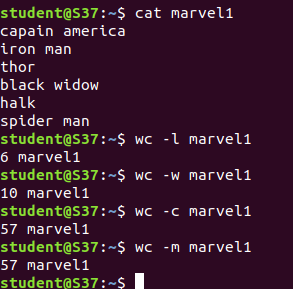 student@S37:~$ cat marvel1
capain america
iron man
thor
black widow
halk
spider man
student@S37:~$ wc -l marvel1
6 marvel1
student@S37:~$ wc -w marvel1
10 marvel1
student@S37:~$ wc -c marvel1
57 marvel1
student@S37:~$ wc -m marvel1
57 marvel1
student@S37:~$